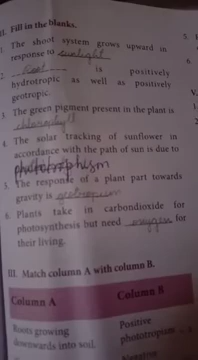 II. Fill in the blanks.
1. The shoot system grows upward in
response to sunlight
2. Root is positively
hydrotropic as well as positively
geotropic.
3. The green pigment present in the plant is
chlorophyll
4. The solar tracking of sunflower in
accordance with the path of sun is due to
phototrophism
5. The response of a plant part towards
gravity is geotropism
6. Plants take in carbondioxide for
photosynthesis but need oxygen for
their living.
III. Match column A with column B.
Column A
Column B
Roots growing
downwards into soil.
Positive
phototropism
5.
6
V.
1.